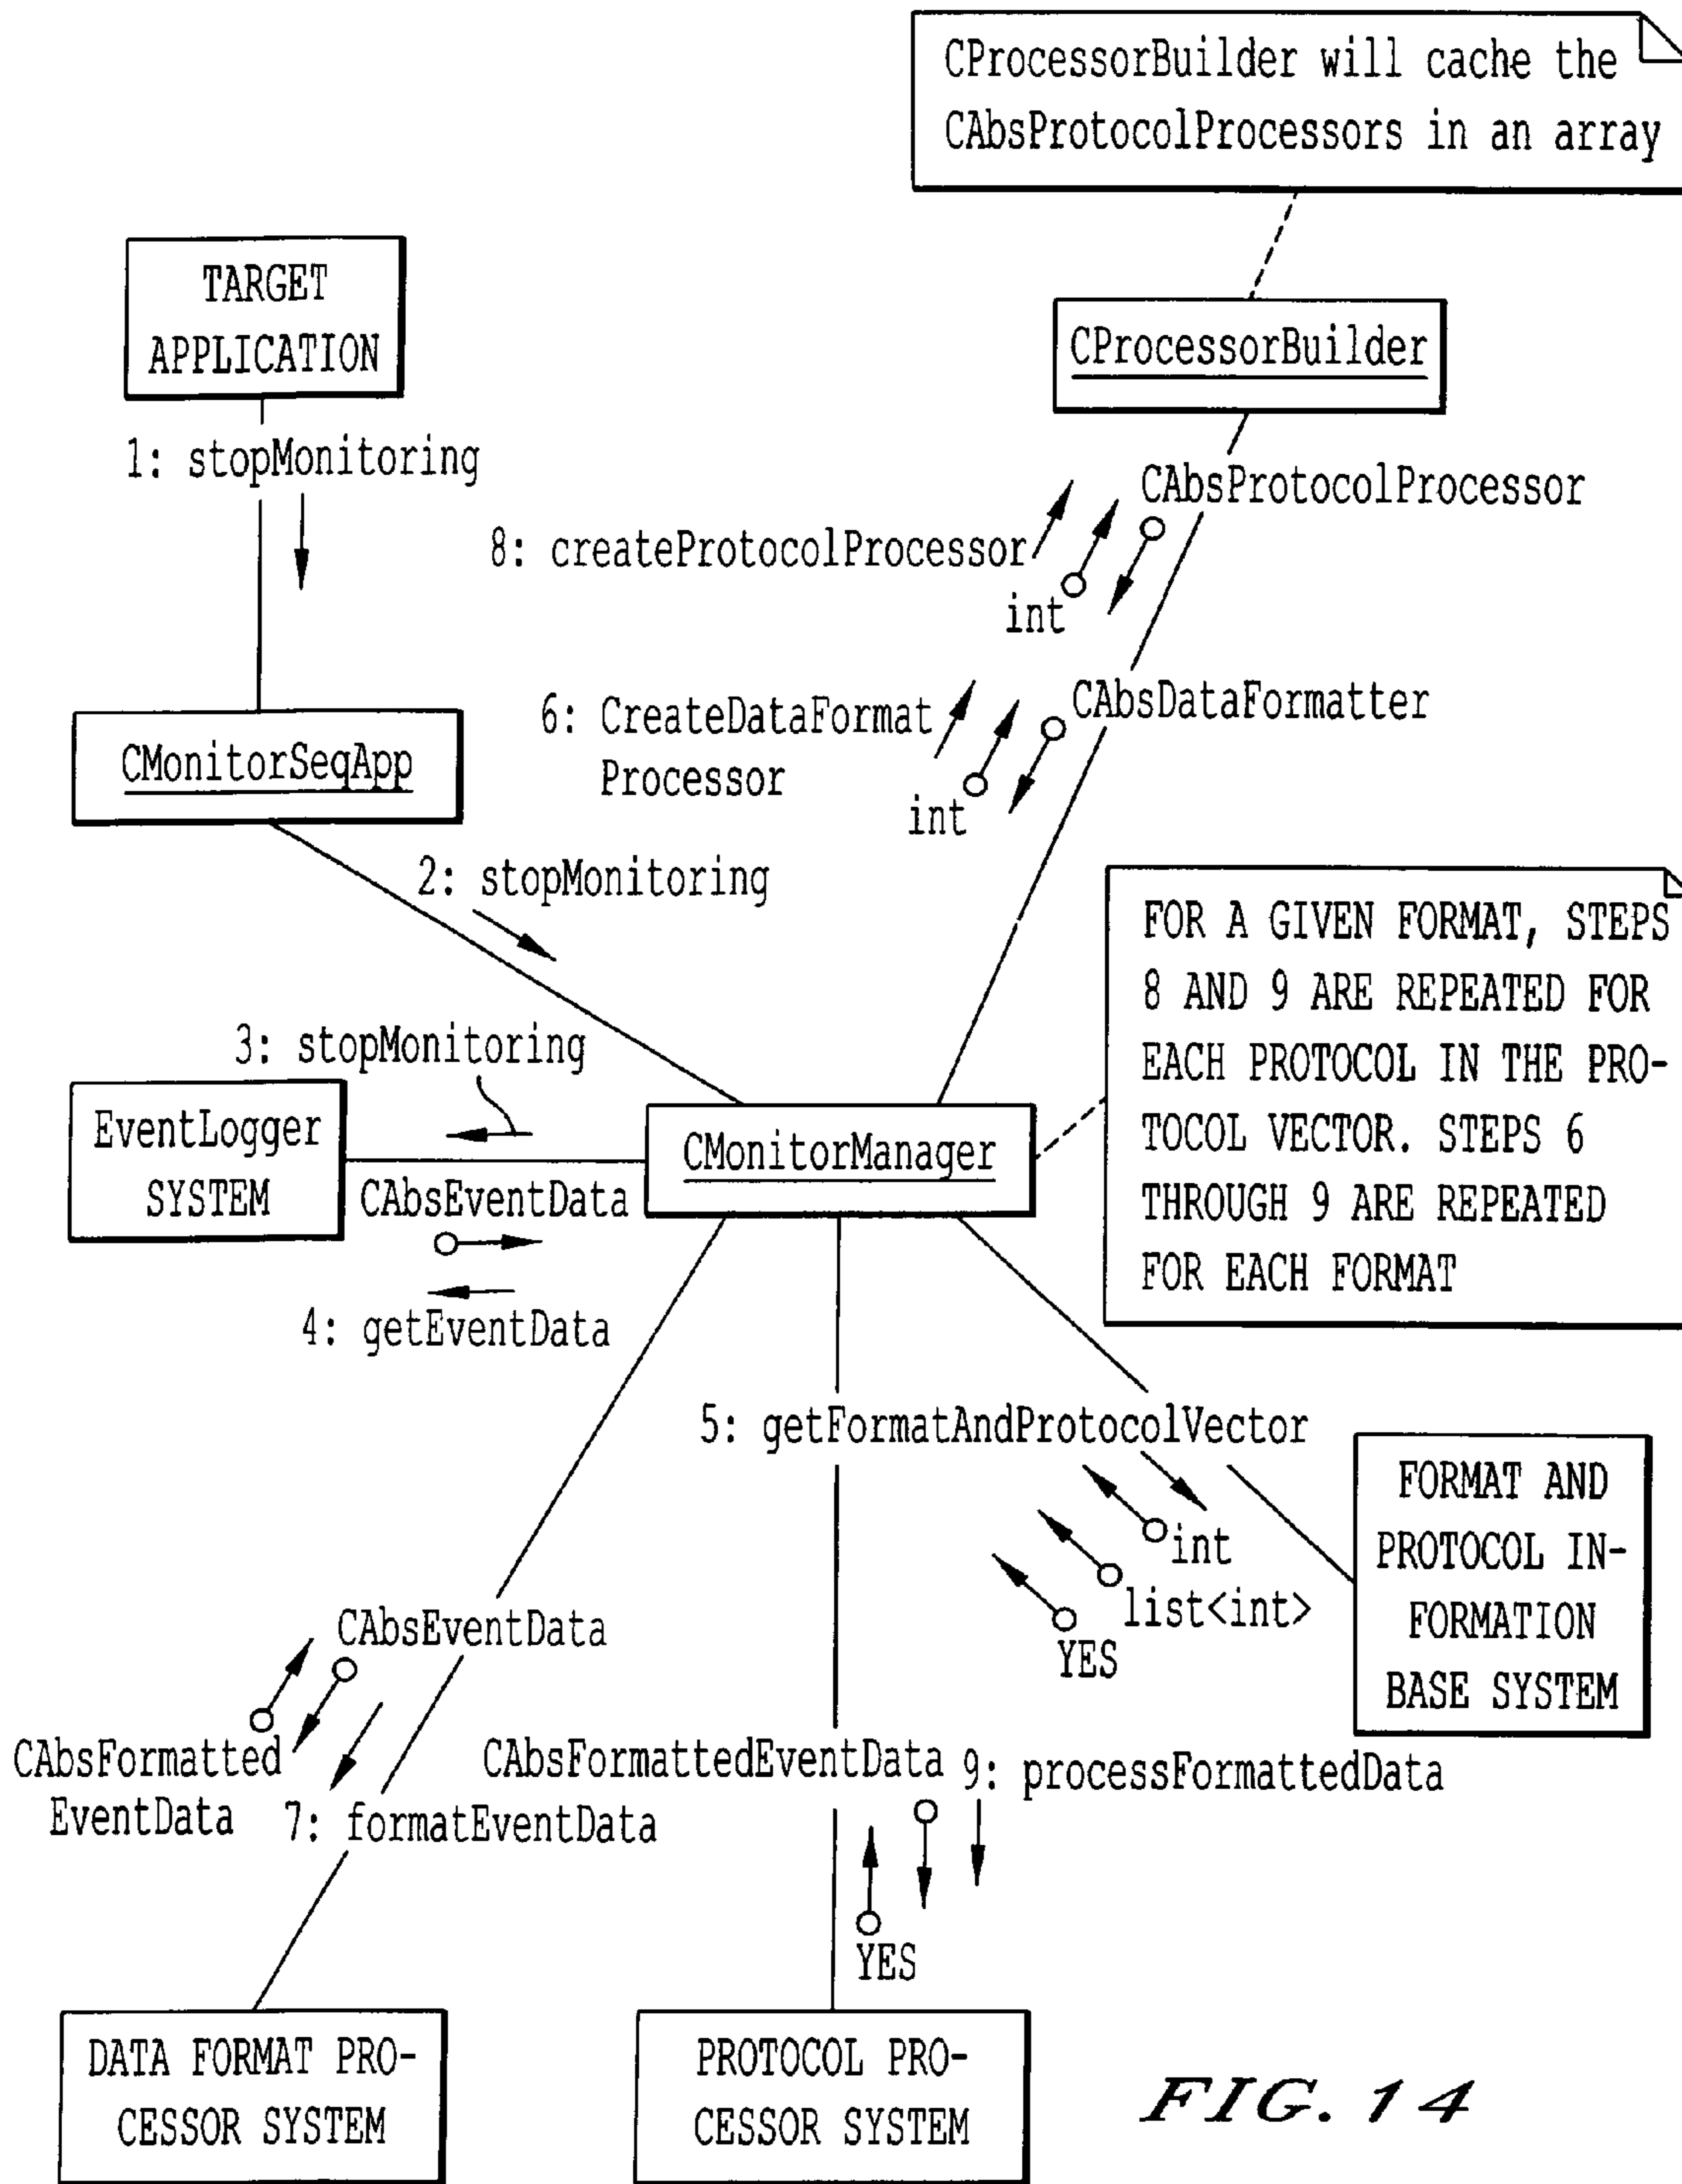 CProcessorBuilder will cache the
CAbsProtocolProcessors in an array
TARGET
APPLICATION
CProcessorBuilder
1: stopMonitoring
CAbsProtocolProcessor
8: createProtocolProcessor
int
CMonitorSeqApp
6: CreateDataFormat
Processor
CAbsDataFormatter
int
2: stopMonitoring
FOR A GIVEN FORMAT, STEPS
8 AND 9 ARE REPEATED FOR
EACH PROTOCOL IN THE PRO-
TOCOL VECTOR. STEPS 6
THROUGH 9 ARE REPEATED
FOR EACH FORMAT
3: stopMonitoring
EventLogger
SYSTEM
CAbsEventData
CMonitorManager
4: getEventData
5: getFormatAndProtocolVector
int
list<int>
YES
FORMAT AND
PROTOCOL IN-
FORMATION
BASE SYSTEM
CAbsEventData
CAbsFormatted
EventData
7: formatEventData
CAbsFormattedEventData
9: processFormattedData
YES
DATA FORMAT PRO-
CESSOR SYSTEM
PROTOCOL PRO-
CESSOR SYSTEM
FIG. 14